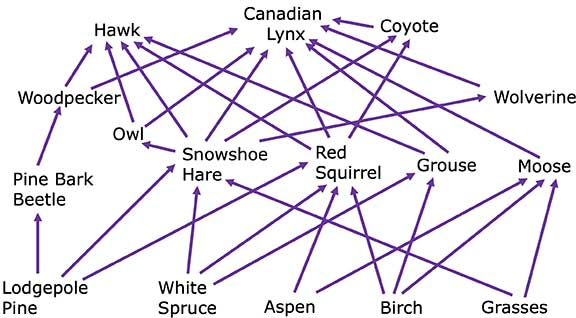 Hawk
Canadian
Lynx
Coyote
Woodpecker
Wolverine
Owl
Snowshoe
Hare
Red
Squirrel
Grouse
Moose
Pine Bark
Beetle
Lodgepole
Pine
White
Spruce
Aspen
Birch
Grasses